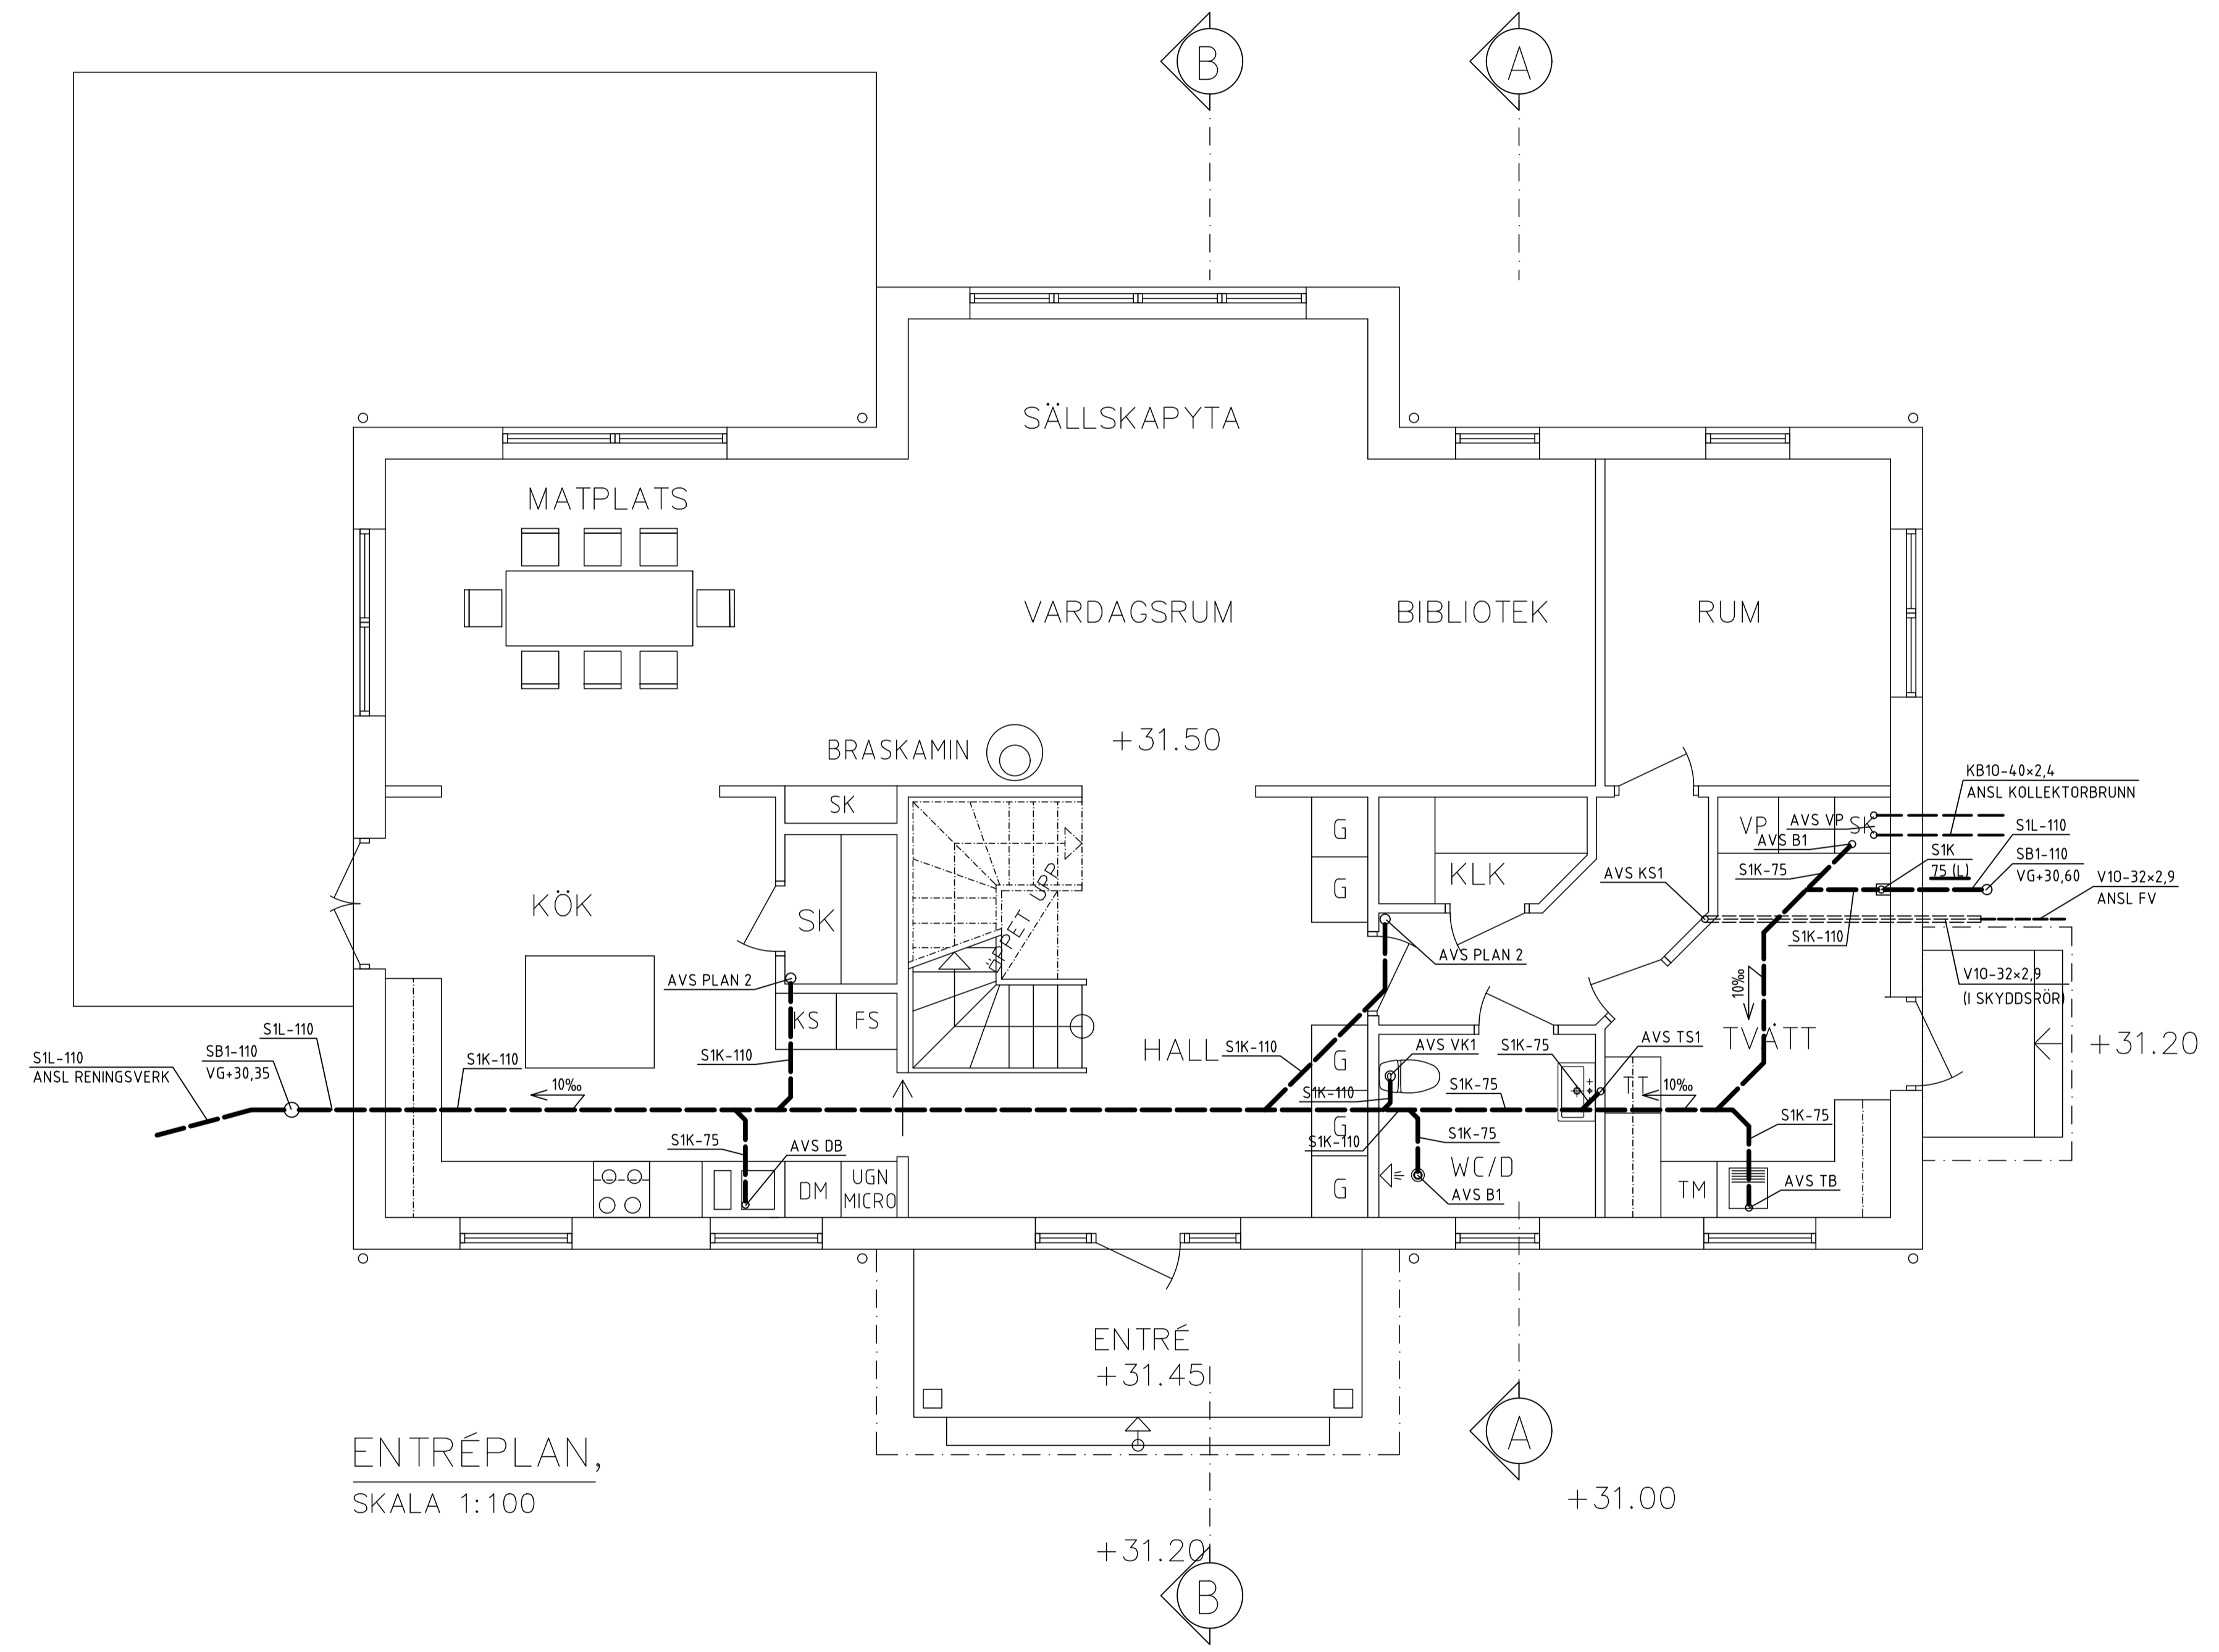 B
A
SÄLLSKAPYTA
MATPLATS
VARDAGSRUM
BIBLIOTEK
RUM
BRASKAMIN
+31.50
SK
G
VP
SK
AVS VP
AVS B1
KB10-40×2,4
ANSL KOLLEKTORBRUNN
S1L-110
S1K
75 (L)
SB1-110
VG+30,60
V10-32×2,9
ANSL FV
G
KLK
AVS KS1
S1K-75
S1K-110
KÖK
SK
ÖPPET UPP
AVS PLAN 2
AVS PLAN 2
V10-32×2,9
(I SKYDDSRÖR)
10‰
KS
FS
TVÄTT
+31.20
S1L-110
S1L-110
ANSL RENINGSVERK
SB1-110
VG+30,35
S1K-110
S1K-110
HALL
S1K-110
G
AVS VK1
S1K-75
AVS TS1
10‰
S1K-110
S1K-75
TT
10‰
S1K-75
AVS DB
G
S1K-110
S1K-75
S1K-75
DM
UGN
MICRO
G
WC/D
AVS B1
TM
AVS TB
ENTRÉ
+31.45
ENTRÉPLAN,
SKALA 1:100
A
+31.00
+31.20
B